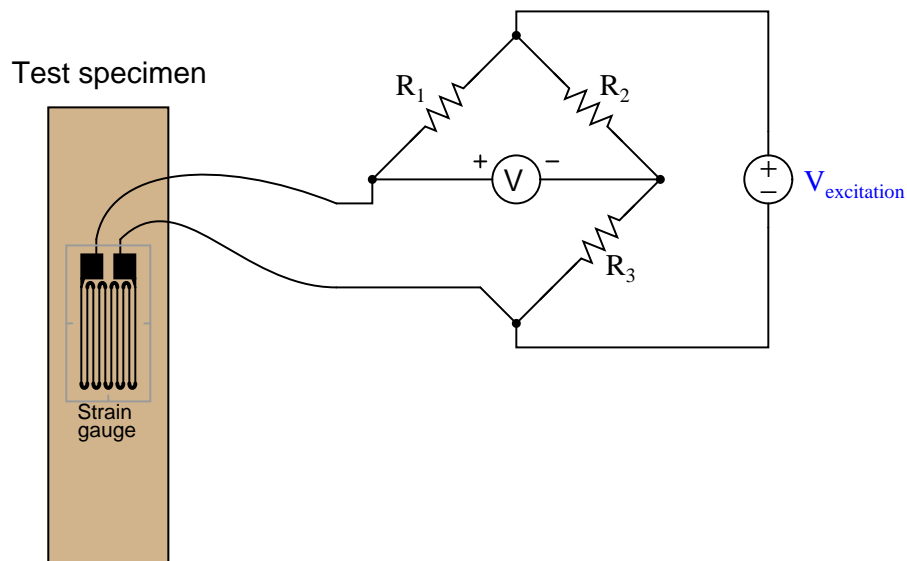 Test specimen
R1
R2
+
−
V
+
−
Vexcitation
R3
Strain
gauge